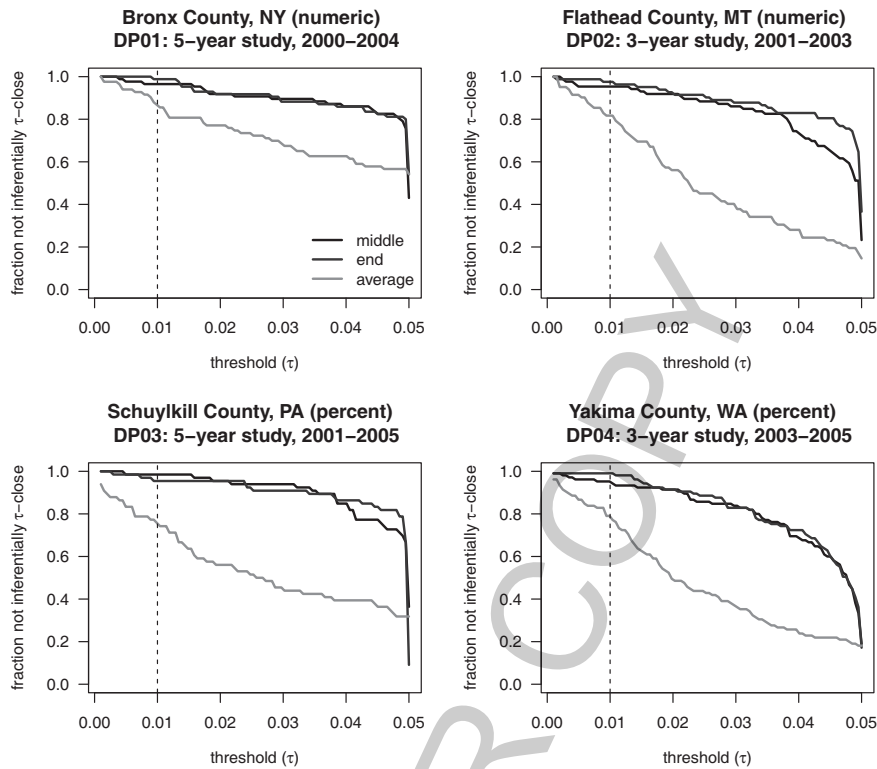 Bronx County, NY (numeric)
DP01: 5−year study, 2000−2004
fraction not inferentially τ−close
1.0
0.8
0.6
0.4
0.2
0.0
middle
end
average
0.00 0.01 0.02 0.03 0.04 0.05
threshold (τ)
Flathead County, MT (numeric)
DP02: 3−year study, 2001−2003
fraction not inferentially τ−close
1.0
0.8
0.6
0.4
0.2
0.0
0.00 0.01 0.02 0.03 0.04 0.05
threshold (τ)
Schuylkill County, PA (percent)
DP03: 5−year study, 2001−2005
fraction not inferentially τ−close
1.0
0.8
0.6
0.4
0.2
0.0
0.00 0.01 0.02 0.03 0.04 0.05
threshold (τ)
Yakima County, WA (percent)
DP04: 3−year study, 2003−2005
fraction not inferentially τ−close
1.0
0.8
0.6
0.4
0.2
0.0
0.00 0.01 0.02 0.03 0.04 0.05
threshold (τ)
R COPY